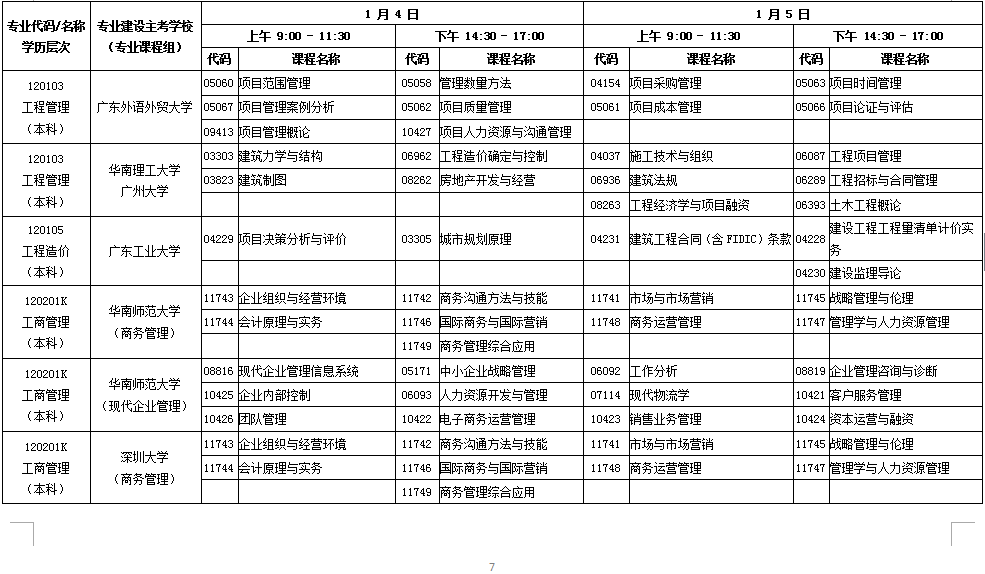 专业代码/名称
学历层次
专业建设主考学校
（专业课程组）
1 月 4 日
1 月 5 日
上午 9:00 - 11:30
下午 14:30 - 17:00
上午 9:00 - 11:30
下午 14:30 - 17:00
代码 课程名称 代码 课程名称 代码 课程名称 代码 课程名称
120103
工程管理
（本科）
广东外语外贸大学
05060 项目范围管理 05058 管理数量方法 04154 项目采购管理 05063 项目时间管理
05067 项目管理案例分析 05062 项目质量管理 05061 项目成本管理 05066 项目论证与评估
09413 项目管理概论 10427 项目人力资源与沟通管理
120103
工程管理
（本科）
华南理工大学
广州大学
03303 建筑力学与结构 06962 工程造价确定与控制 04037 施工技术与组织 06087 工程项目管理
03823 建筑制图 08262 房地产开发与经营 06936 建筑法规 06289 工程招标与合同管理
08263 工程经济学与项目融资 06393 土木工程概论
120105
工程造价
（本科）
广东工业大学
04229 项目决策分析与评价 03305 城市规划原理 04231 建筑工程合同（含 FIDIC）条款 04228 建设工程工程量清单计价实
务
04230 建设监理导论
120201K
工商管理
（本科）
华南师范大学
（商务管理）
11743 企业组织与经营环境 11742 商务沟通方法与技能 11741 市场与市场营销 11745 战略管理与伦理
11744 会计原理与实务 11746 国际商务与国际营销 11748 商务运营管理 11747 管理学与人力资源管理
11749 商务管理综合应用
120201K
工商管理
（本科）
华南师范大学
（现代企业管理）
08816 现代企业管理信息系统 05171 中小企业战略管理 06092 工作分析 08819 企业管理咨询与诊断
10425 企业内部控制 06093 人力资源开发与管理 07114 现代物流学 10421 客户服务管理
10426 团队管理 10422 电子商务运营管理 10423 销售业务管理 10424 资本运营与融资
120201K
工商管理
（本科）
深圳大学
（商务管理）
11743 企业组织与经营环境 11742 商务沟通方法与技能 11741 市场与市场营销 11745 战略管理与伦理
11744 会计原理与实务 11746 国际商务与国际营销 11748 商务运营管理 11747 管理学与人力资源管理
11749 商务管理综合应用
7